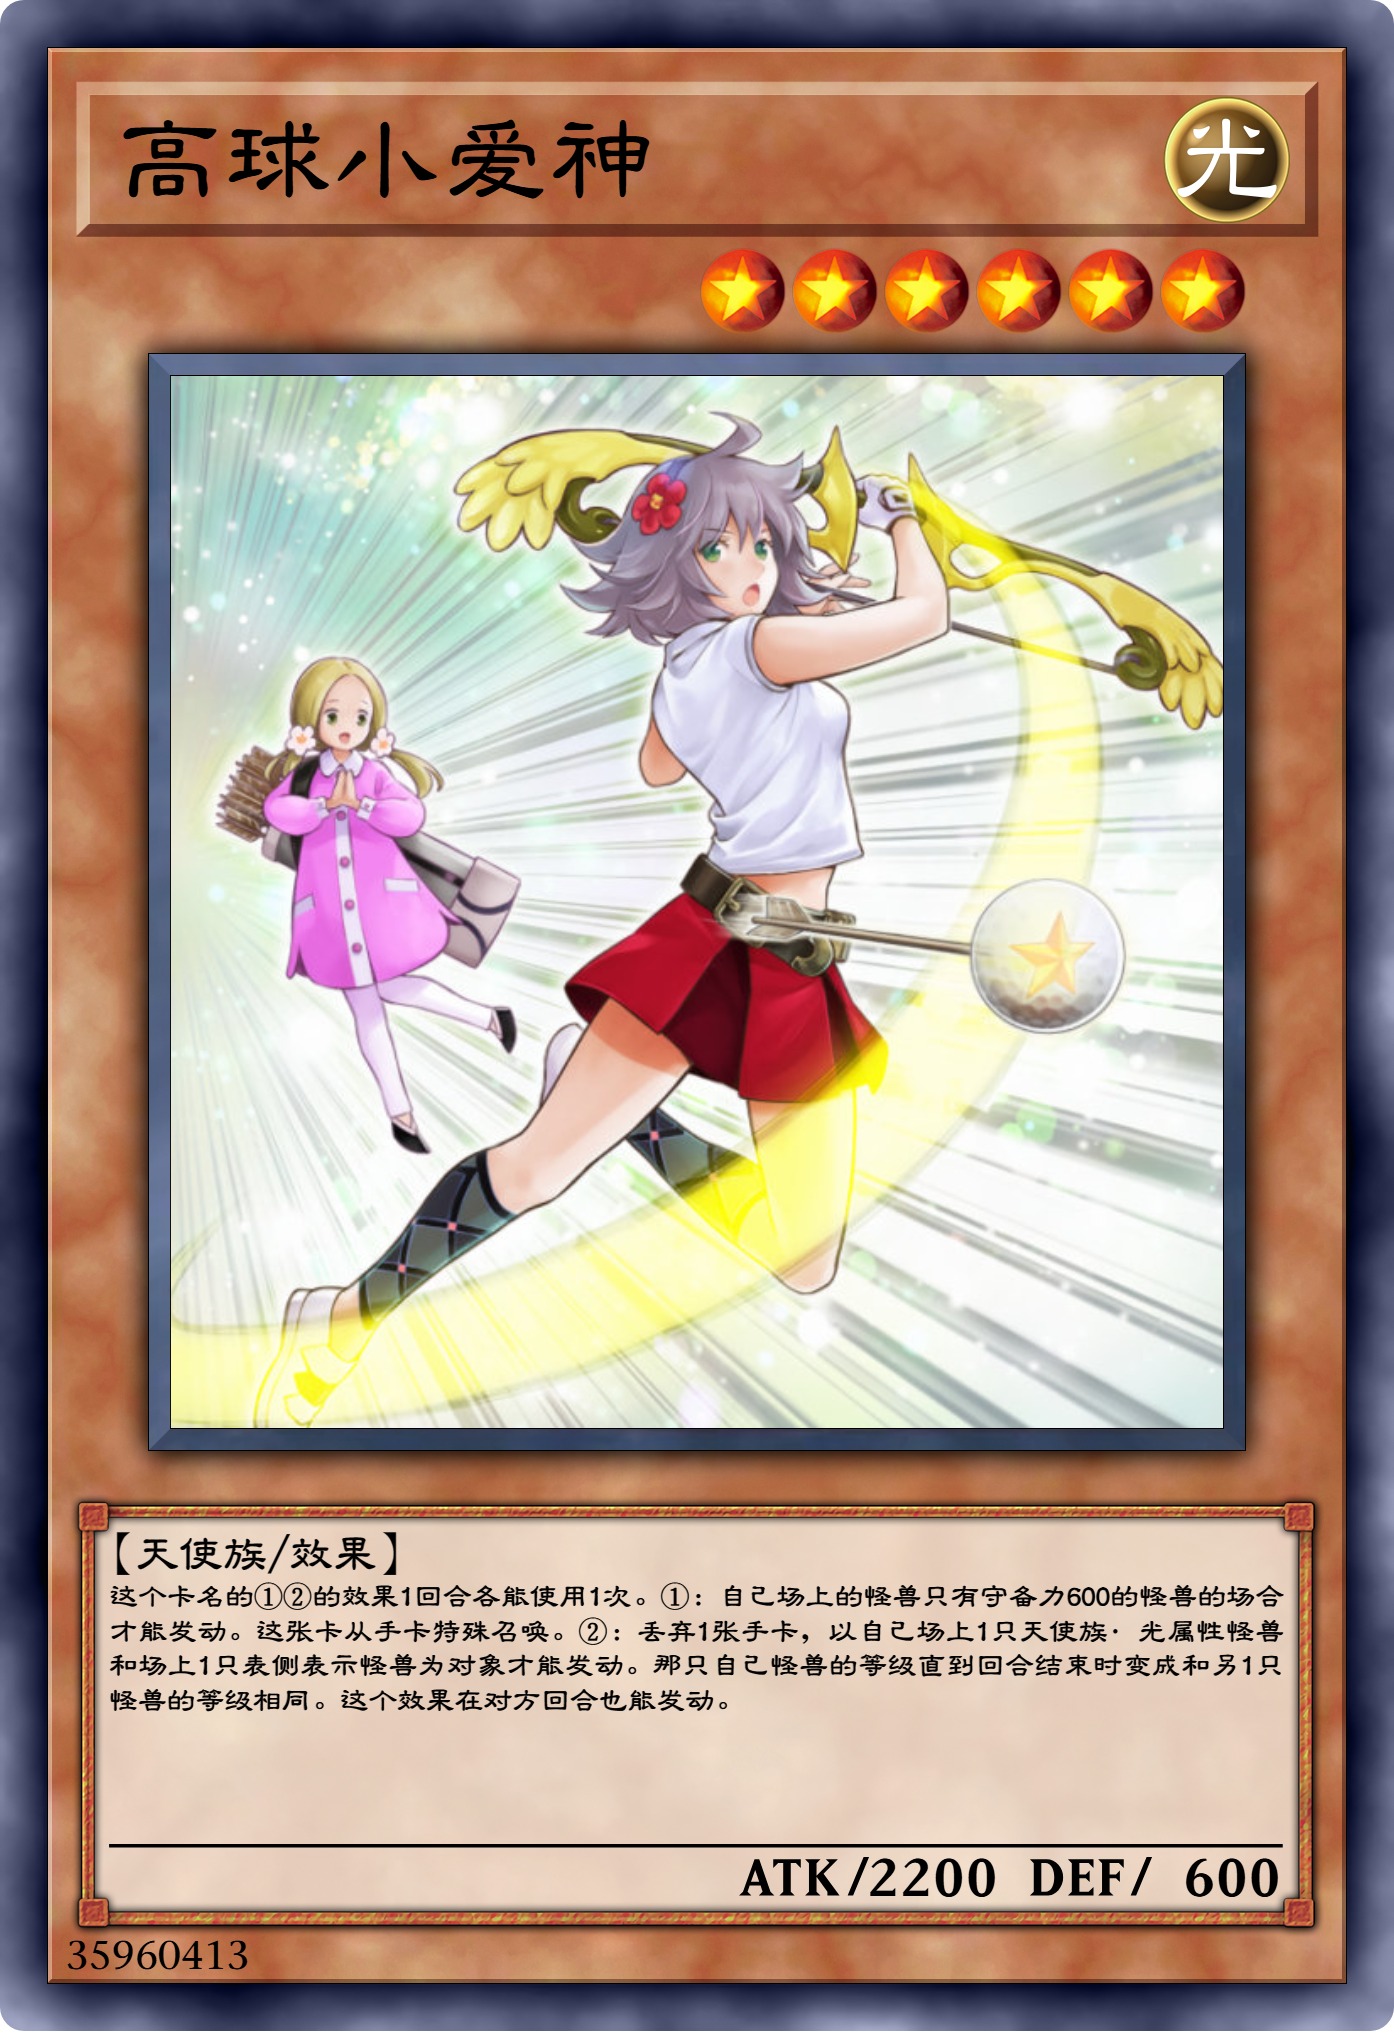 高球小爱神
光
【天使族/效果】
这个卡名的①②的效果1回合各能使用1次。①：自己场上的怪兽只有守备力600的怪兽的场合
才能发动。这张卡从手卡特殊召唤。②：丢弃1张手卡，以自己场上1只天使族·光属性怪兽
和场上1只表侧表示怪兽为对象才能发动。那只自己怪兽的等级直到回合结束时变成和另1只
怪兽的等级相同。这个效果在对方回合也能发动。
ATK/2200 DEF/ 600
35960413